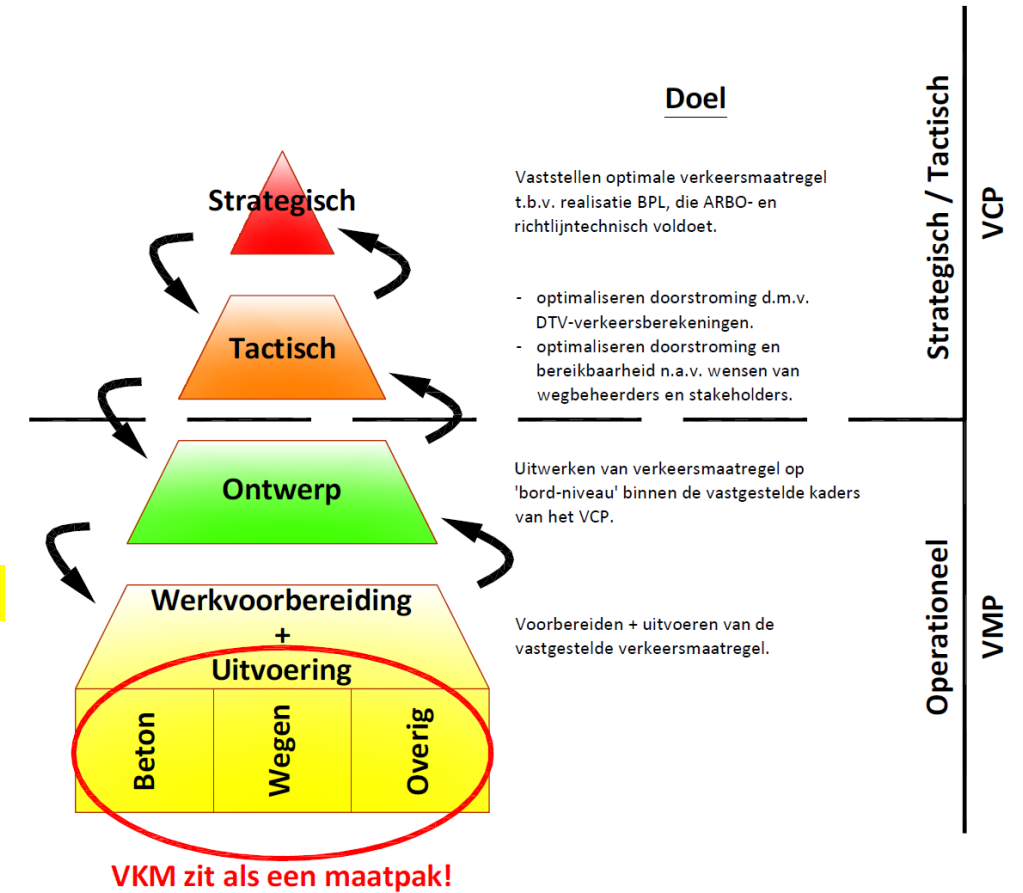 Doel
Strategisch
Vaststellen optimale verkeersmaatregel
t.b.v. realisatie BPL, die ARBO- en
richtlijntechnisch voldoet.
Tactisch
- optimaliseren doorstroming d.m.v.
DTV-verkeersberekeningen.
- optimaliseren doorstroming en
bereikbaarheid n.a.v. wensen van
wegbeheerders en stakeholders.
Strategisch / Tactisch
VCP
Ontwerp
Uitwerken van verkeersmaatregel op
'bord-niveau' binnen de vastgestelde kaders
van het VCP.
Werkvoorbereiding
+
Uitvoering
Voorbereiden + uitvoeren van de
vastgestelde verkeersmaatregel.
Operationeel
VMP
Beton
Wegen
Overig
VKM zit als een maatpak!